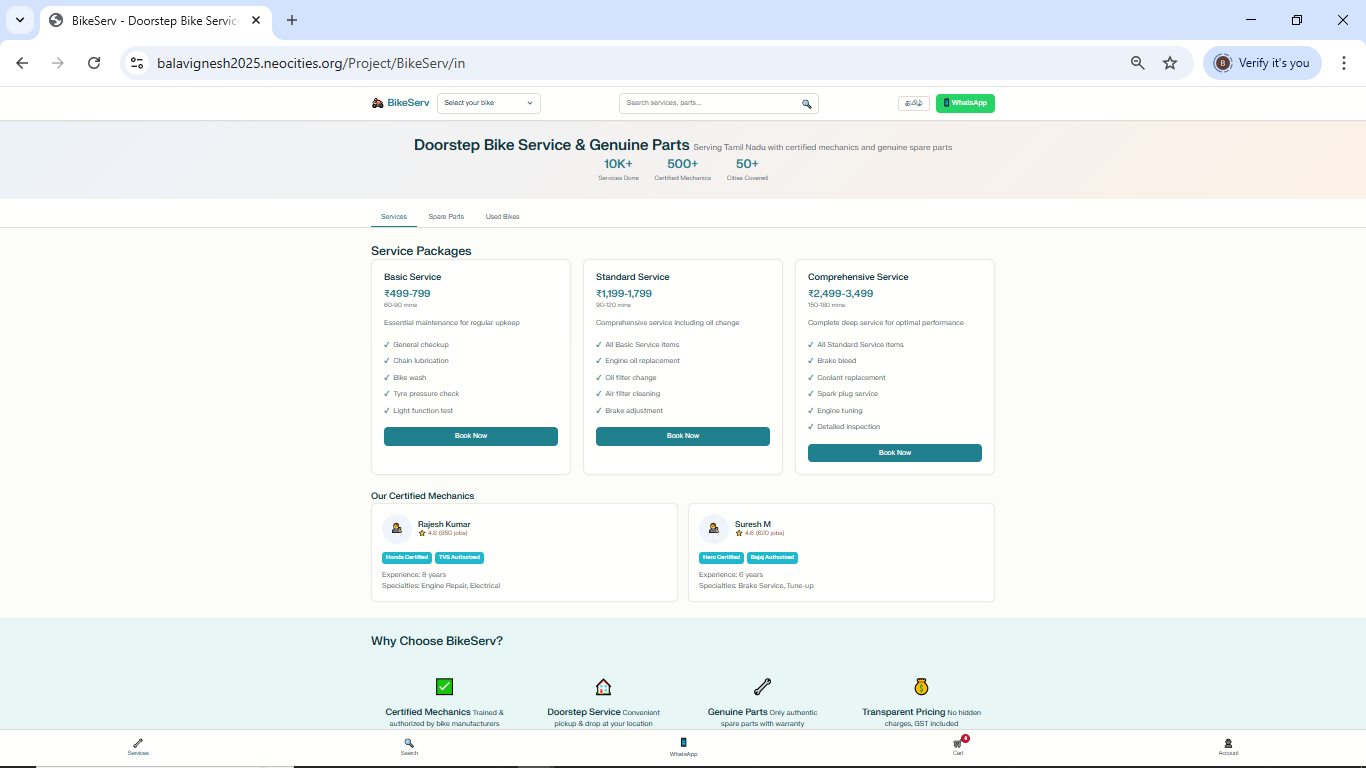 BikeServ - Doorstep Bike Servic
balavignesh2025.neocities.org/Project/BikeServ/in
B
Verify it's you
BikeServ
Select your bike
Search services, parts...
தமிழ்
WhatsApp
Doorstep Bike Service & Genuine Parts Serving Tamil Nadu with certified mechanics and genuine spare parts
10K+ 500+ 50+
Services Done Certified Mechanics Cities Covered
Services Spare Parts Used Bikes
Service Packages
Basic Service
₹499-799
60-90 mins
Essential maintenance for regular upkeep
✓ General checkup
✓ Chain lubrication
✓ Bike wash
✓ Tyre pressure check
✓ Light function test
Book Now
Standard Service
₹1,199-1,799
90-120 mins
Comprehensive service including oil change
✓ All Basic Service items
✓ Engine oil replacement
✓ Oil filter change
✓ Air filter cleaning
✓ Brake adjustment
Book Now
Comprehensive Service
₹2,499-3,499
150-180 mins
Complete deep service for optimal performance
✓ All Standard Service items
✓ Brake bleed
✓ Coolant replacement
✓ Spark plug service
✓ Engine tuning
✓ Detailed inspection
Book Now
Our Certified Mechanics
Rajesh Kumar
4.8 (850 jobs)
Honda Certified TVS Authorized
Experience: 8 years
Specialties: Engine Repair, Electrical
Suresh M
4.6 (620 jobs)
Hero Certified Bajaj Authorized
Experience: 6 years
Specialties: Brake Service, Tune-up
Why Choose BikeServ?
Certified Mechanics Trained &
authorized by bike manufacturers
Doorstep Service Convenient
pickup & drop at your location
Genuine Parts Only authentic
spare parts with warranty
Transparent Pricing No hidden
charges, GST included
Services
Search
WhatsApp
Cart
Account